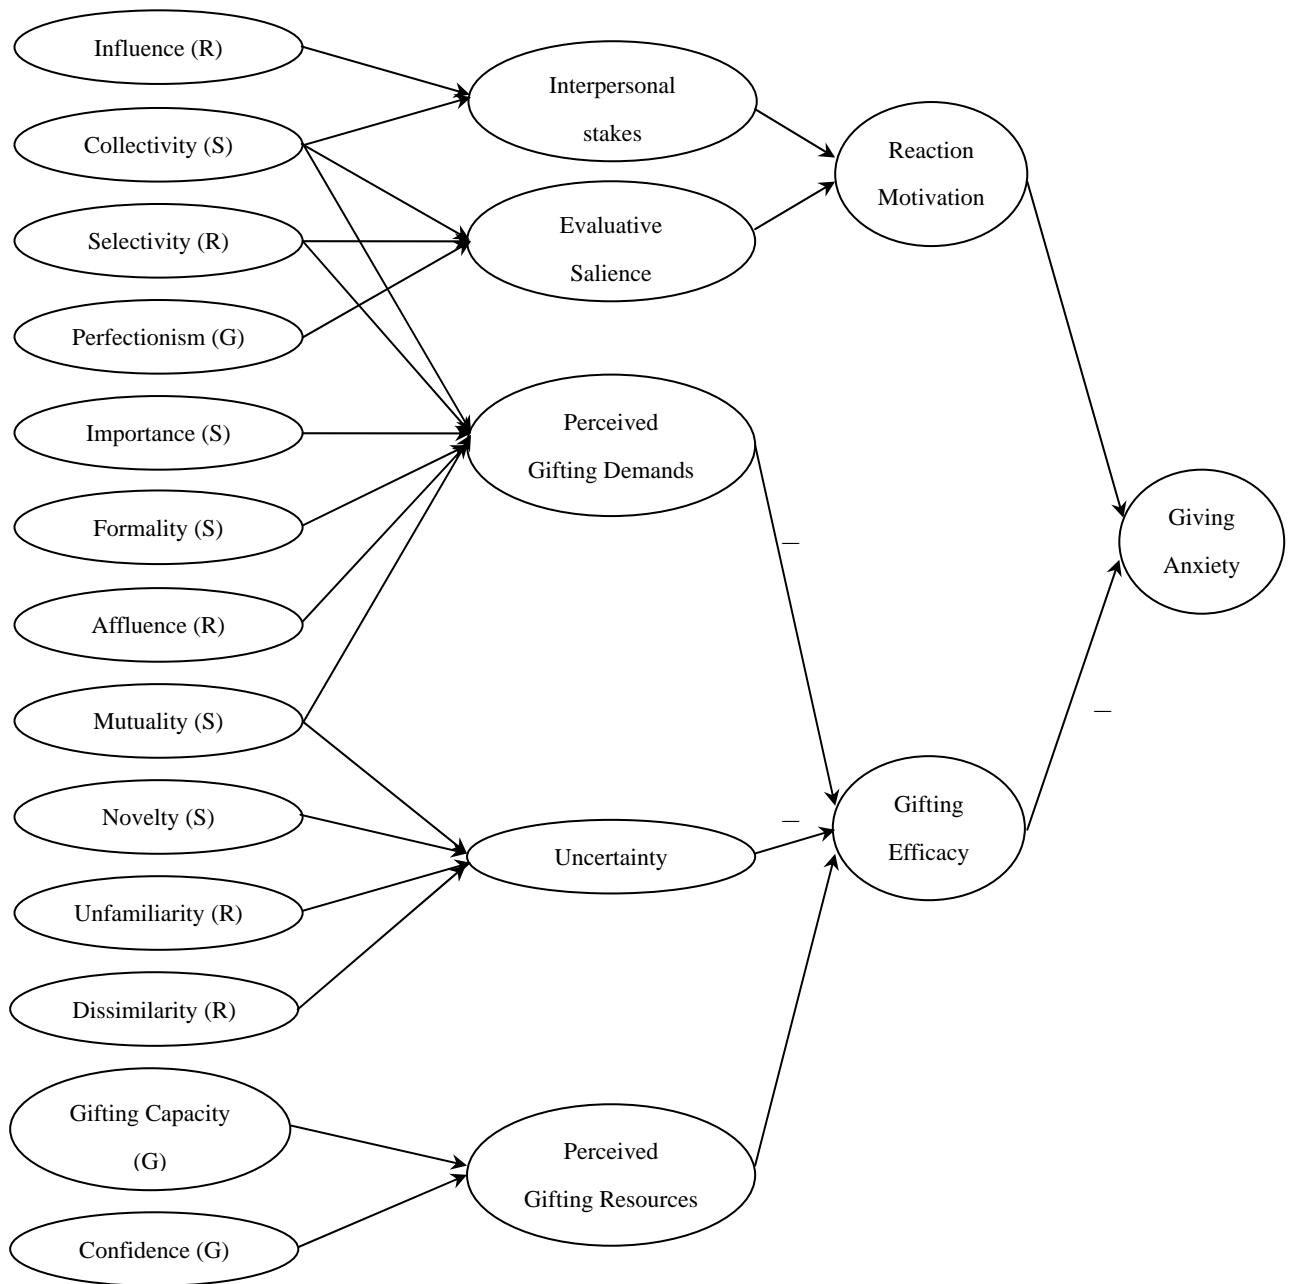 Influence (R)
Collectivity (S)
Selectivity (R)
Perfectionism (G)
Importance (S)
Formality (S)
Affluence (R)
Mutuality (S)
Novelty (S)
Unfamiliarity (R)
Dissimilarity (R)
Gifting Capacity
(G)
Confidence (G)
Interpersonal
stakes
Evaluative
Salience
Perceived
Gifting Demands
Uncertainty
Perceived
Gifting Resources
Reaction
Motivation
–
–
Gifting
Efficacy
–
Giving
Anxiety